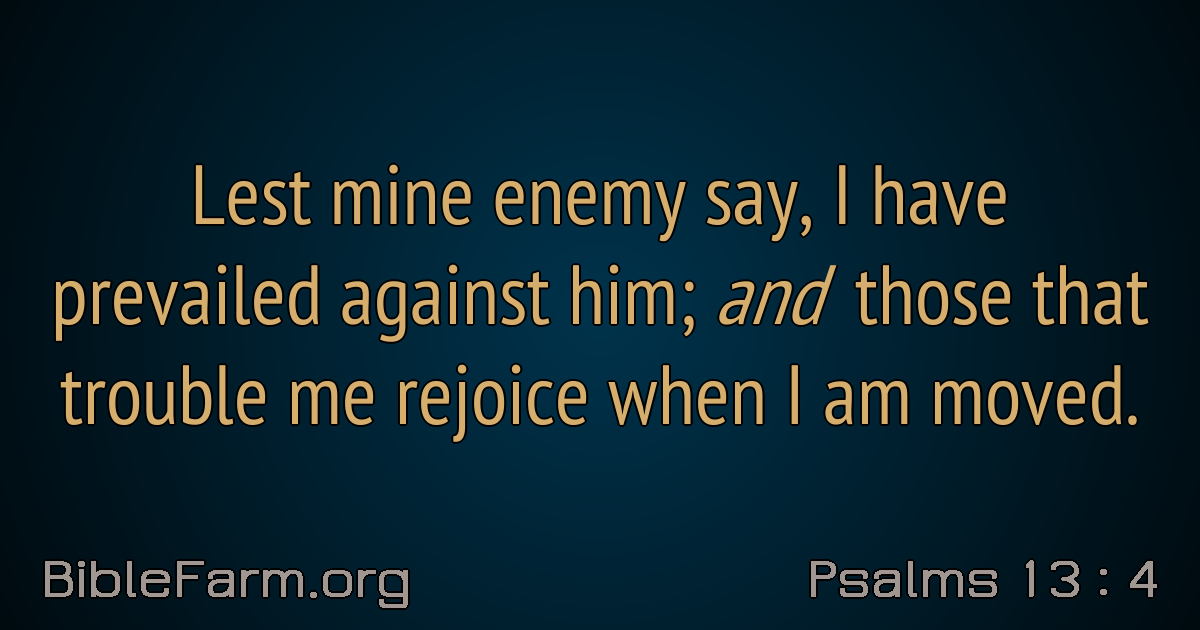 Lest mine enemy say, I have
prevailed against him; and those that
trouble me rejoice when I am moved.
BibleFarm.org
Psalms 13 : 4